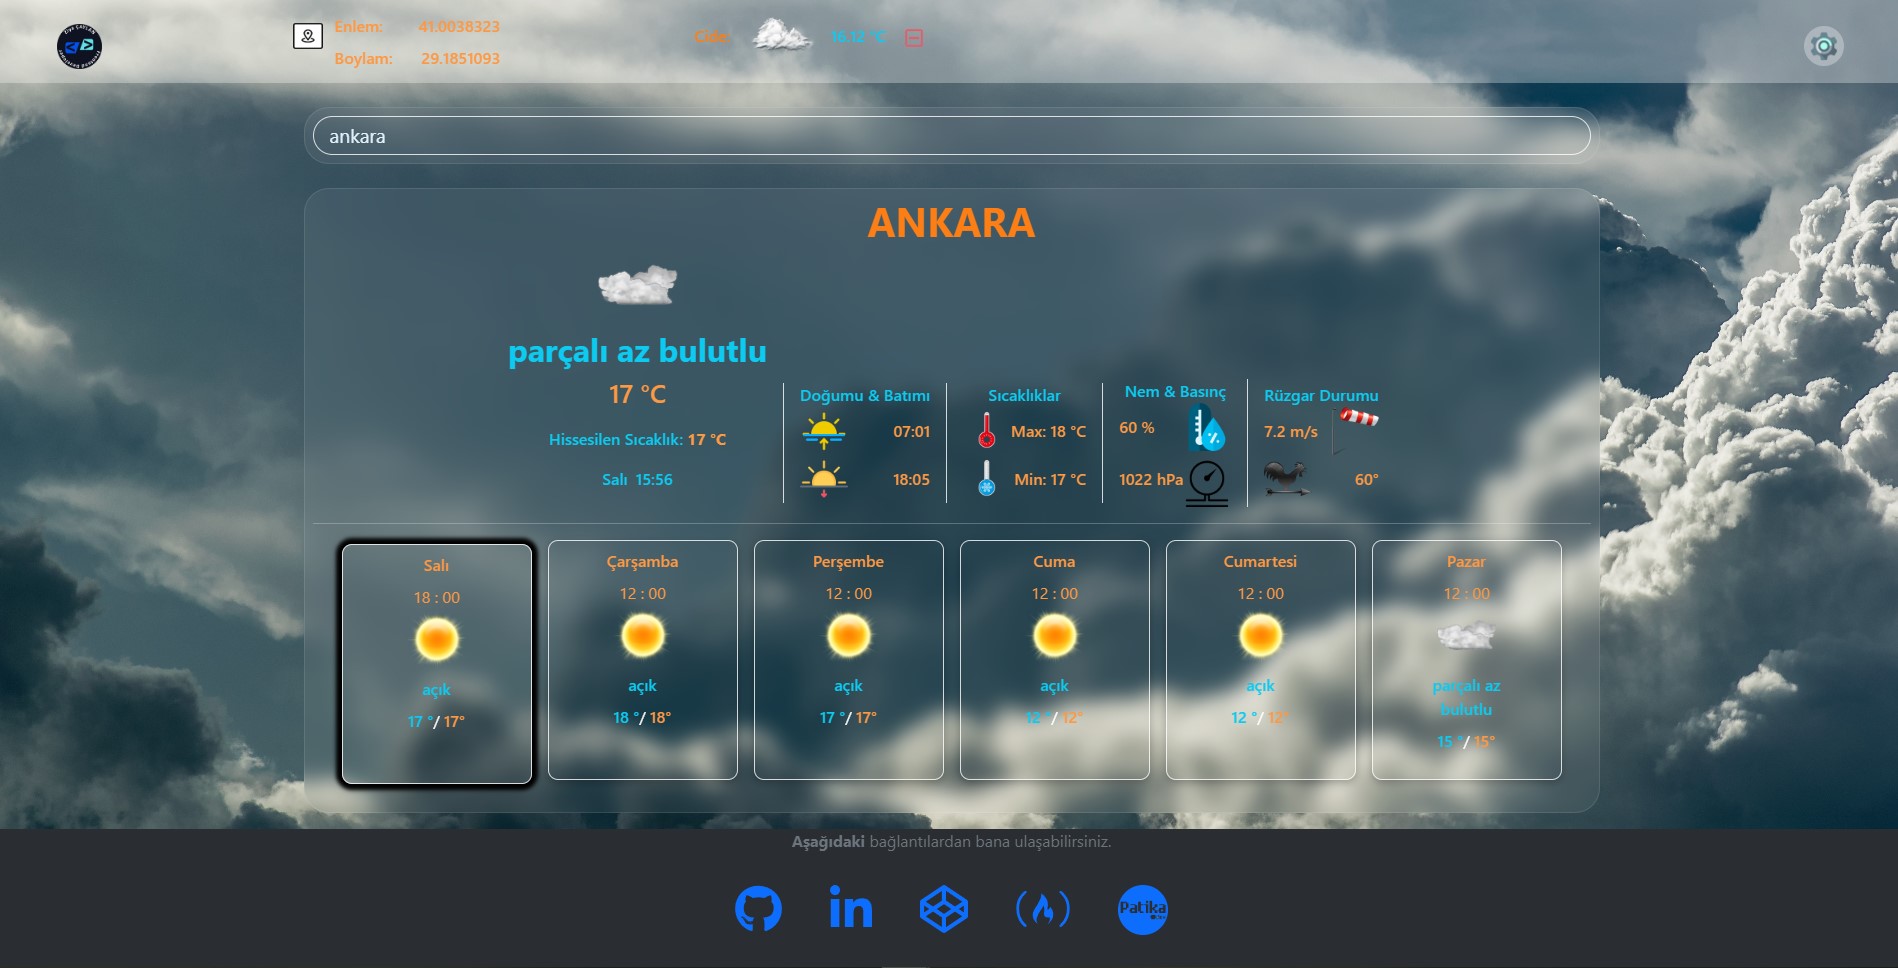 Enlem: 41.0038323
Boylam: 29.1851093
Cide 16.12 °C
ankara
ANKARA
parçalı az bulutlu
17 °C
Hissesilen Sıcaklık: 17 °C
Salı 15:56
Doğumu & Batımı
07:01
18:05
Sıcaklıklar
Max: 18 °C
Min: 17 °C
Nem & Basınç
60 %
1022 hPa
Rüzgar Durumu
7.2 m/s
60°
Salı
18 : 00
açık
17 °/ 17°
Çarşamba
12 : 00
açık
18 °/ 18°
Perşembe
12 : 00
açık
17 °/ 17°
Cuma
12 : 00
açık
12 °/ 12°
Cumartesi
12 : 00
açık
12 °/ 12°
Pazar
12 : 00
parçalı az
bulutlu
15 °/ 15°
Aşağıdaki bağlantılardan bana ulaşabilirsiniz.
in
Patika